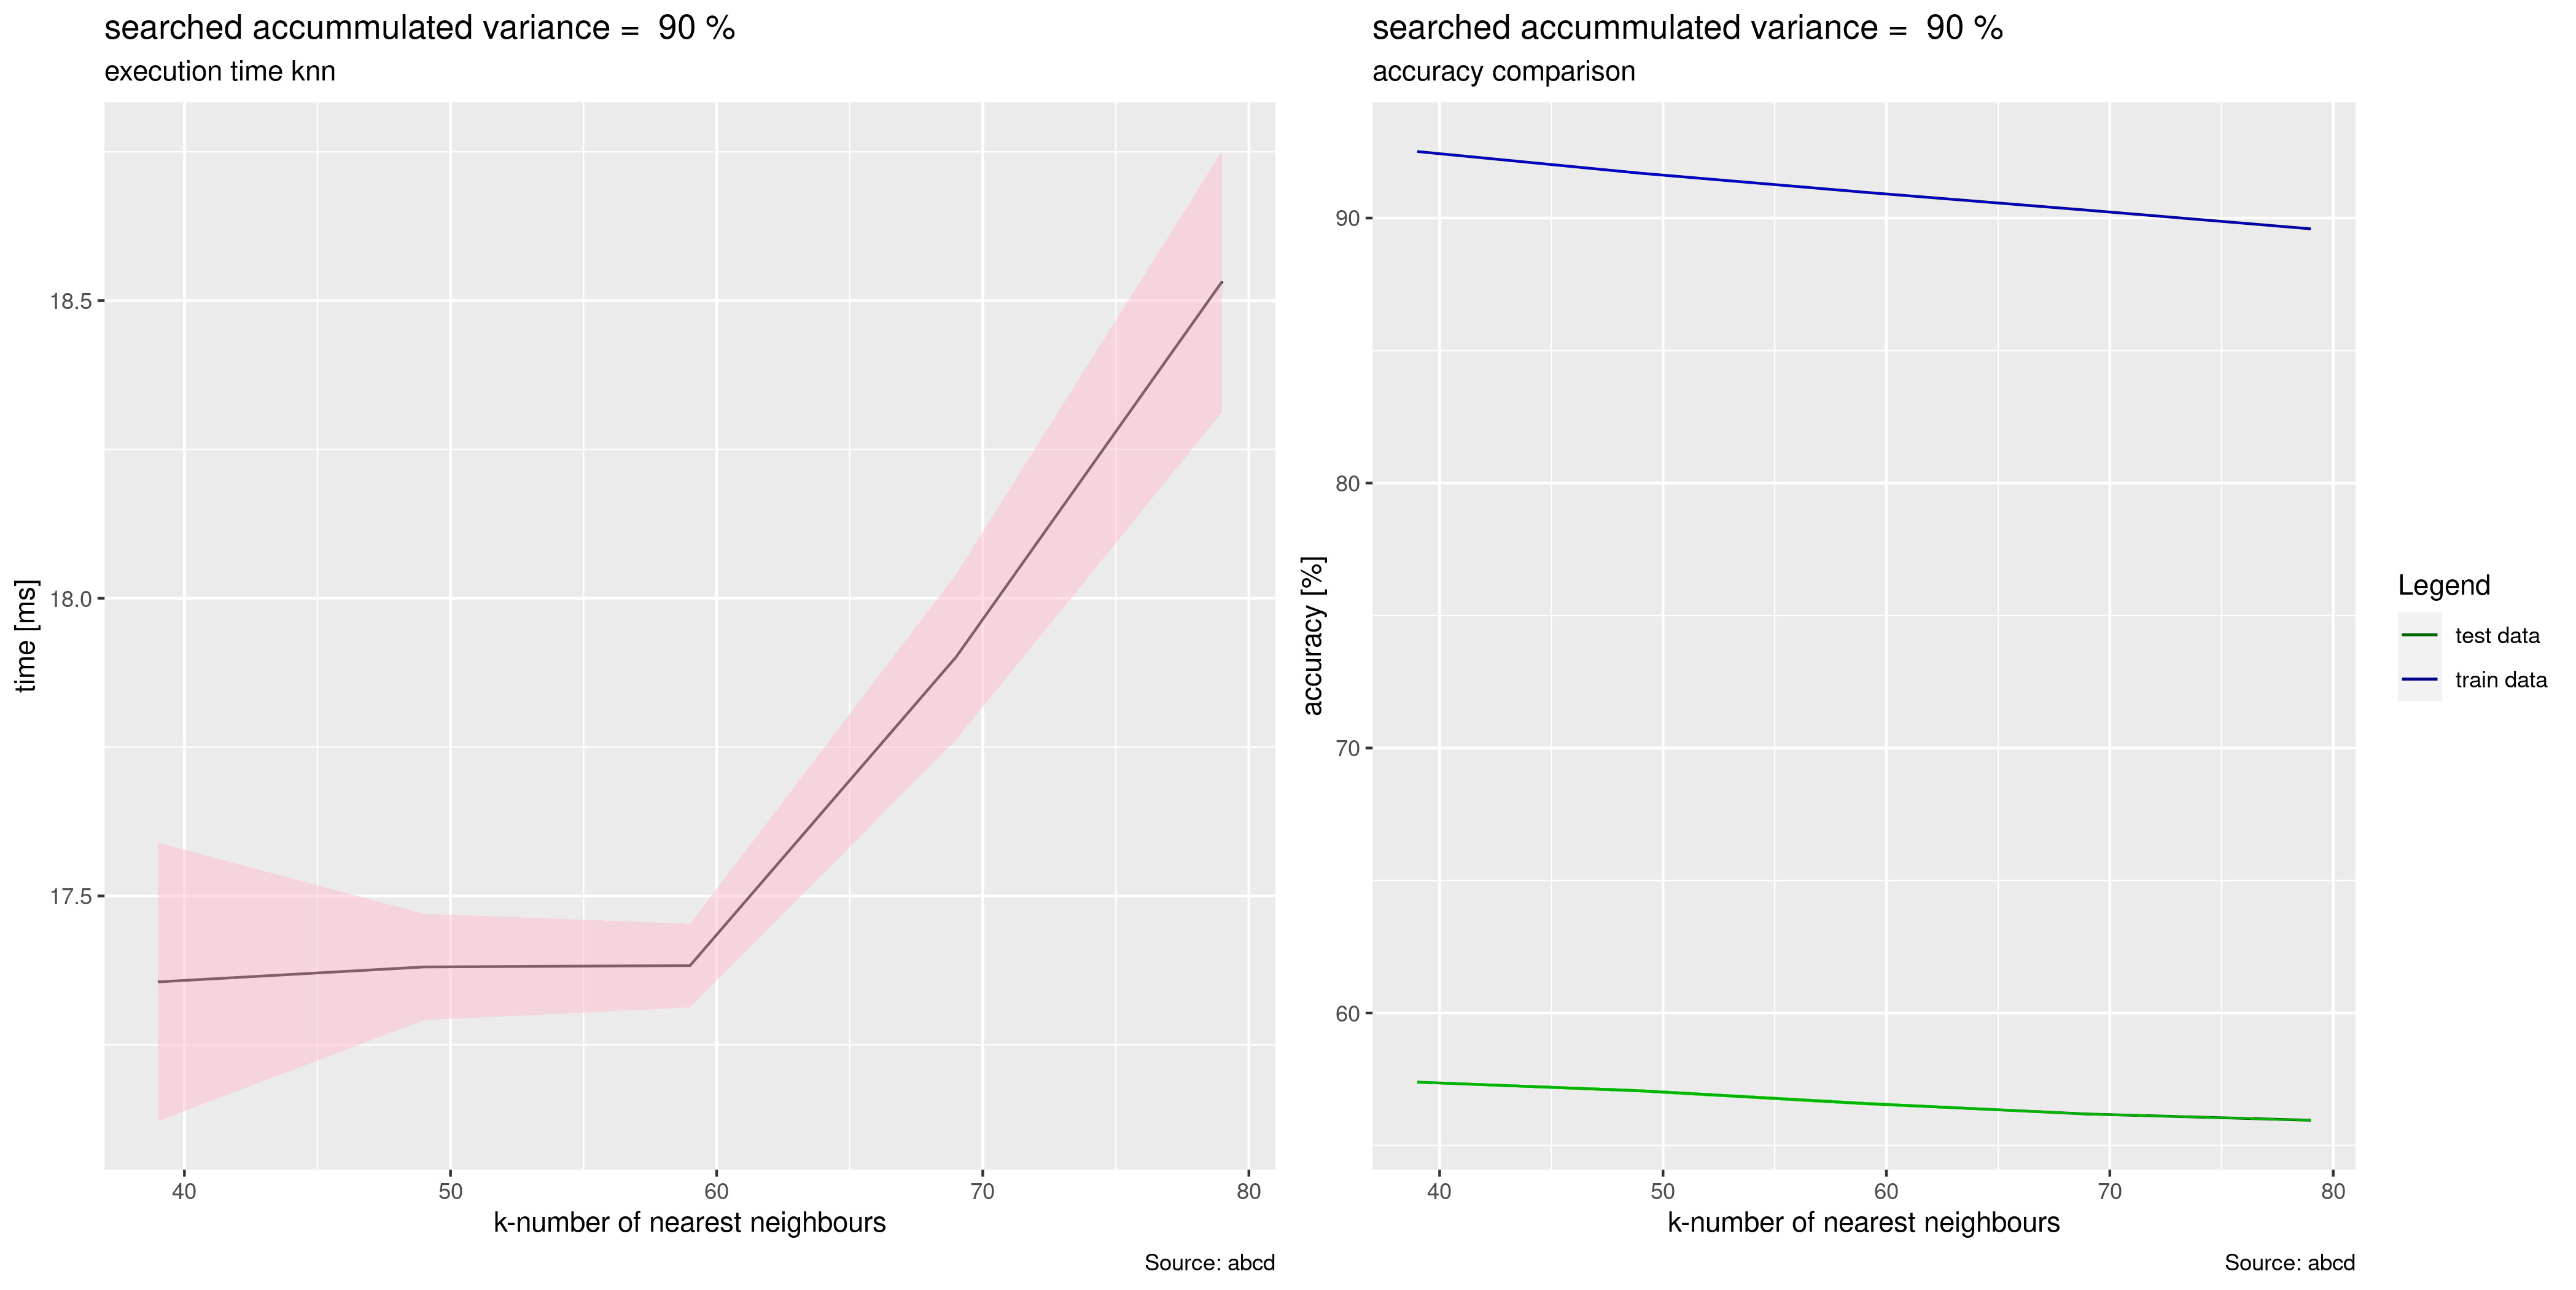 searched accummulated variance =  90 %
execution time knn
time [ms]
18.5
18.0
17.5
40 50 60 70 80
k-number of nearest neighbours
Source: abcd
searched accummulated variance =  90 %
accuracy comparison
accuracy [%]
90
80
70
60
40 50 60 70 80
k-number of nearest neighbours
Source: abcd
Legend
test data
train data